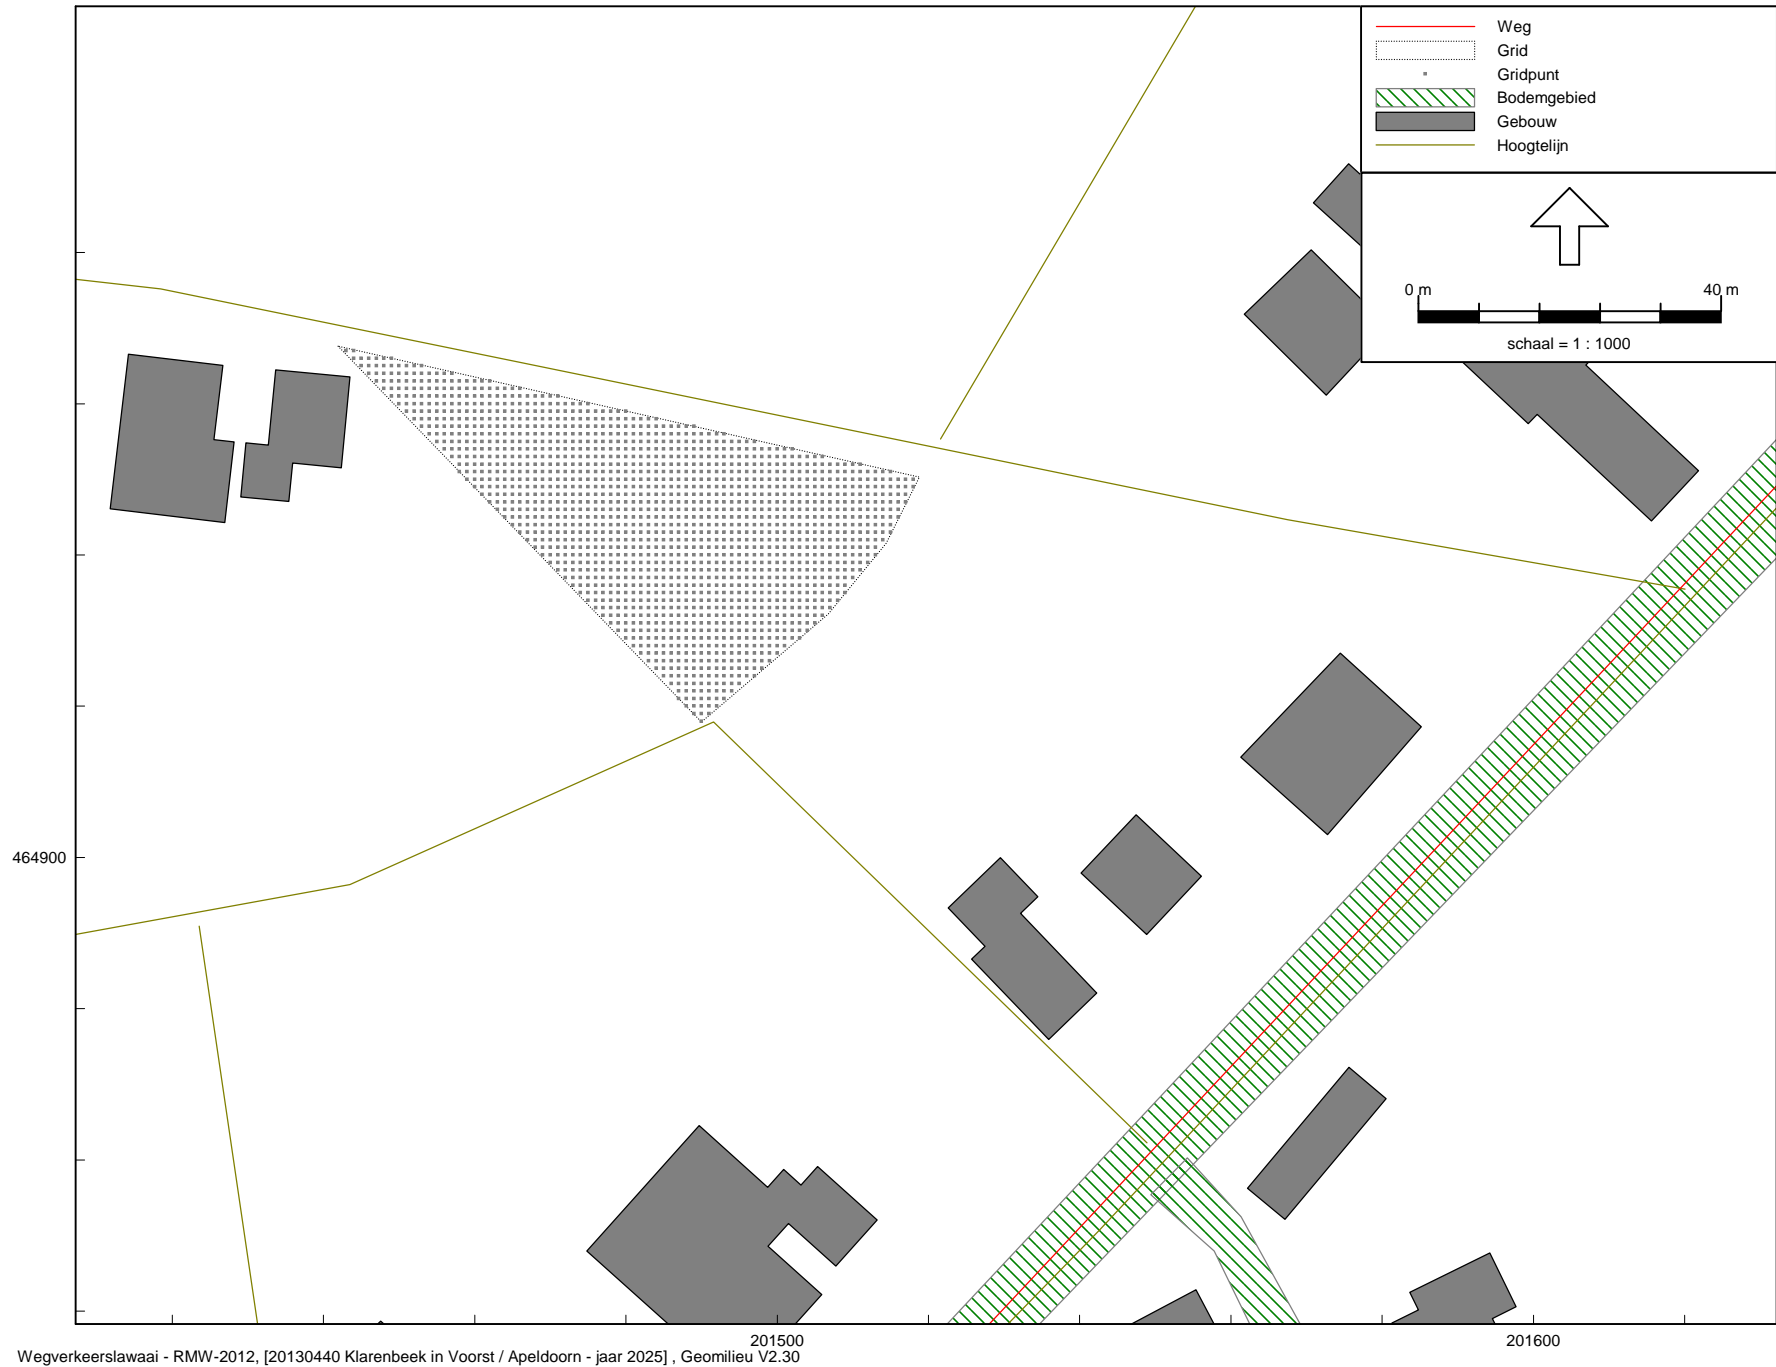 Weg
Grid
Gridpunt
Bodemgebied
Gebouw
Hoogtelijn
0 m 40 m
schaal = 1 : 1000
464900
201500 201600
Wegverkeerslawaai - RMW-2012, [20130440 Klarenbeek in Voorst / Apeldoorn - jaar 2025] , Geomilieu V2.30